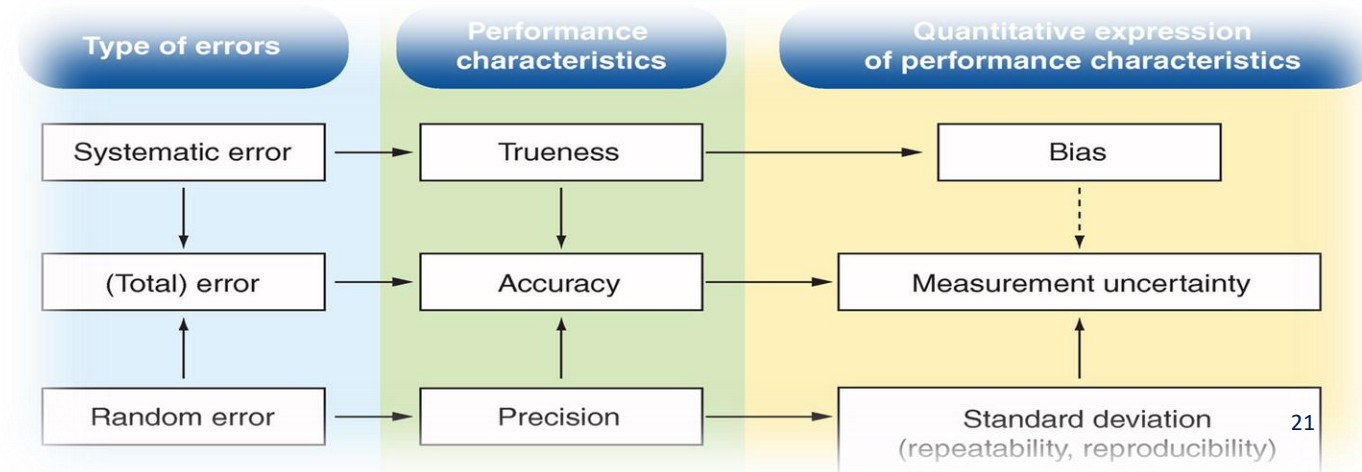 Type of errors
Performance
characteristics
Quantitative expression
of performance characteristics
Systematic error
Trueness
Bias
(Total) error
Accuracy
Measurement uncertainty
Random error
Precision
Standard deviation
(repeatability, reproducibility)
21